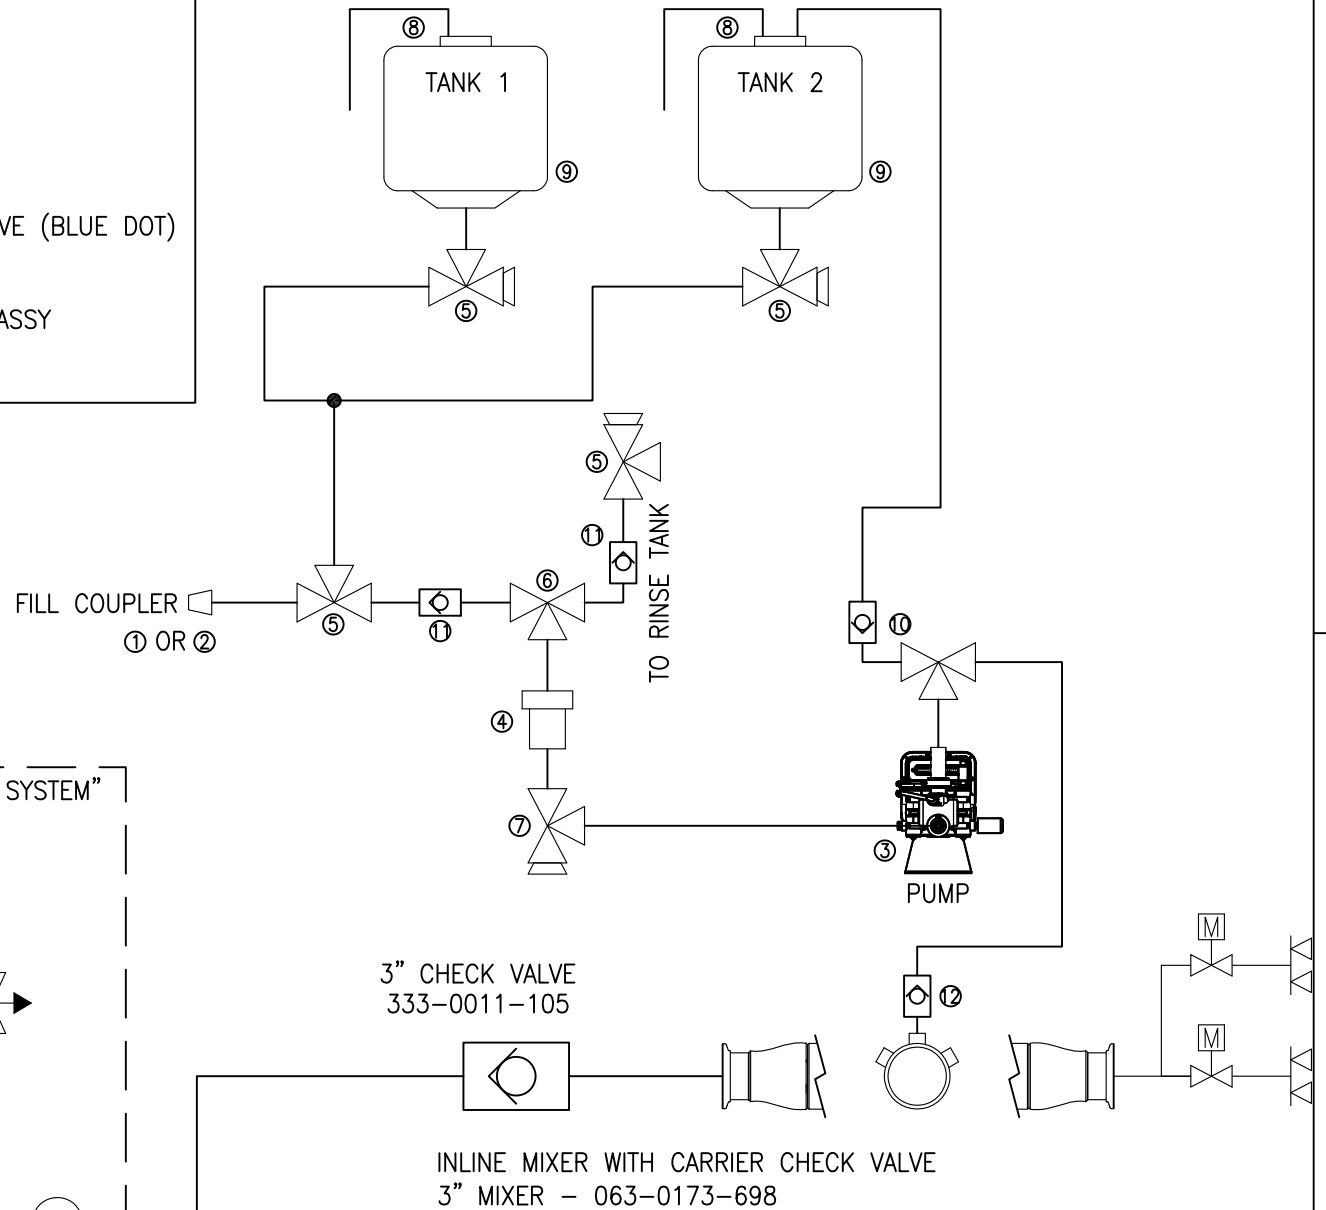 ⑧
⑧
TANK 1
TANK 2
⑨
⑨
VE (BLUE DOT)
⑤
⑤
ASSY
⑤
⑪
TO RINSE TANK
⑥
FILL COUPLER
① OR ②
⑤
⑪
⑩
④
SYSTEM”
⑦
③
PUMP
M
3” CHECK VALVE
333-0011-105
⑫
M
INLINE MIXER WITH CARRIER CHECK VALVE
3” MIXER - 063-0173-698